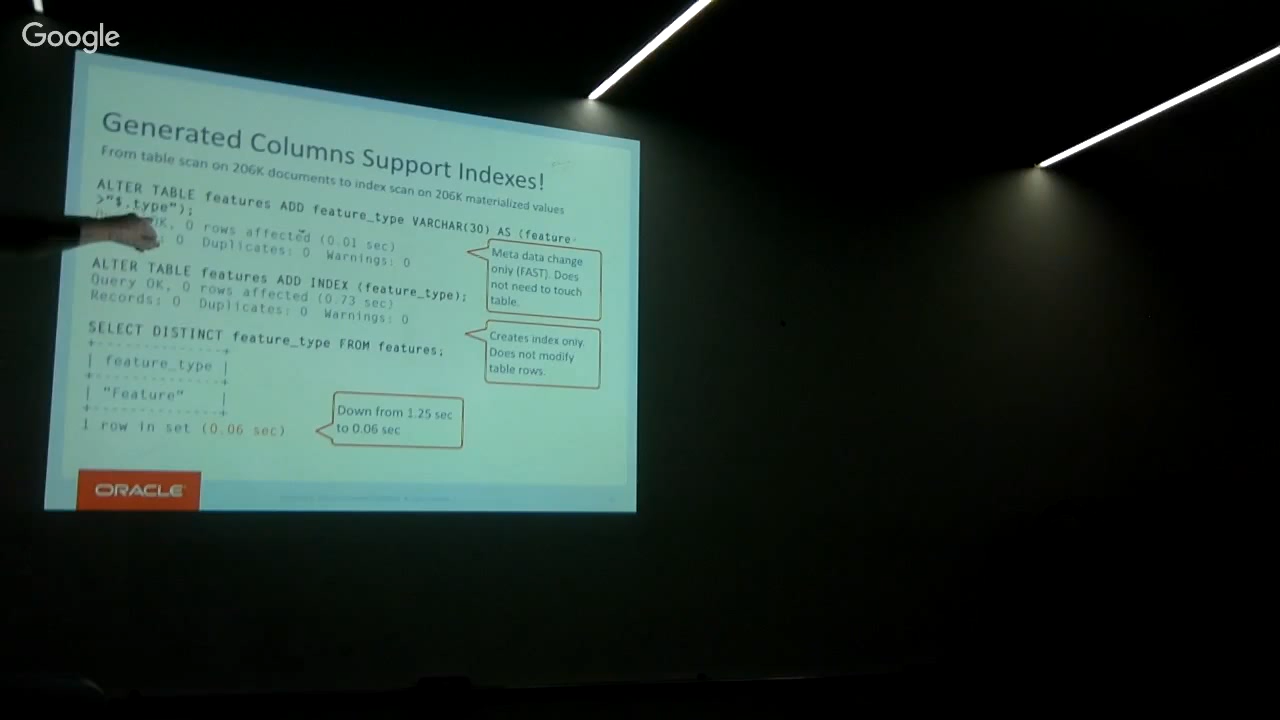 Google
Generated Columns Support Indexes!
From table scan on 206K documents to index scan on 206K materialized values
ALTER TABLE features ADD feature_type VARCHAR(30) AS (feature-
>"$.type");
OK, 0 rows affected (0.01 sec)
: 0 Duplicates: 0 Warnings: 0
Meta data change
only (FAST). Does
not need to touch
table.
ALTER TABLE features ADD INDEX (feature_type);
Query OK, 0 rows affected (0.73 sec)
Records: 0 Duplicates: 0 Warnings: 0
Creates index only.
Does not modify
table rows.
SELECT DISTINCT feature_type FROM features;
+--------------+
| feature_type |
+--------------+
| "Feature" |
+--------------+
1 row in set (0.06 sec)
Down from 1.25 sec
to 0.06 sec
ORACLE